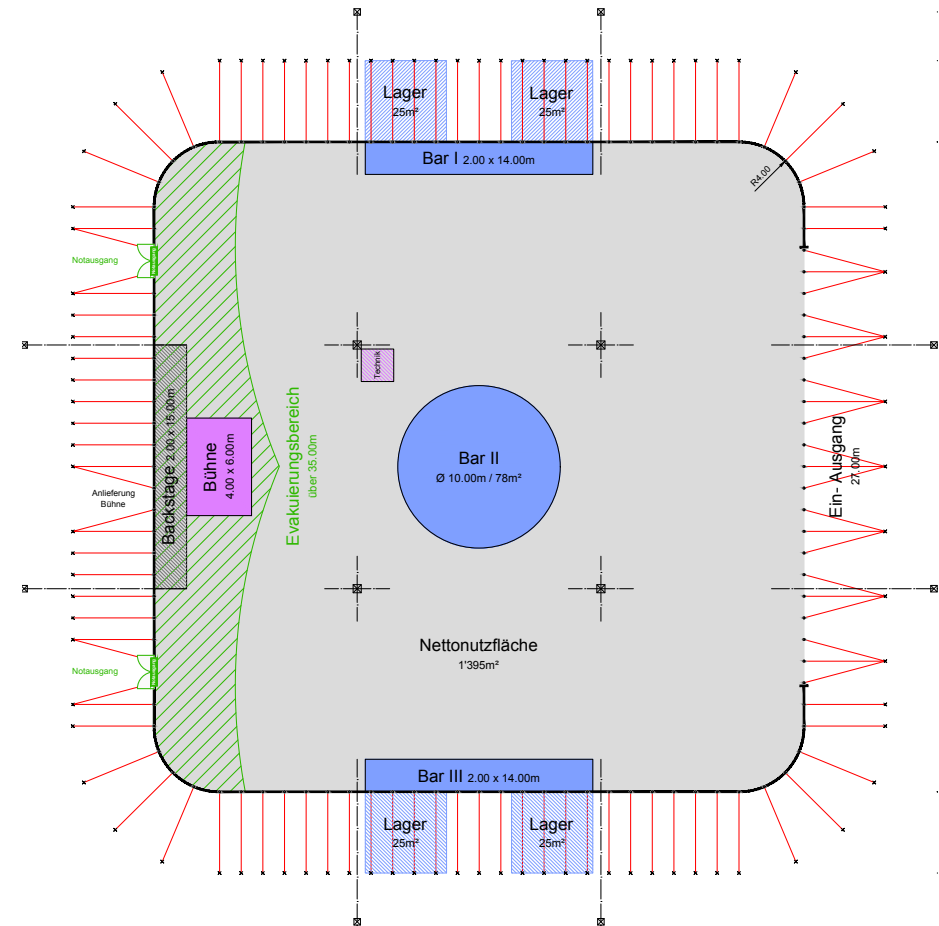 Lager
25m²
Lager
25m²
Bar I 2.00 x 14.00m
R4.00
Notausgang
Technik
Backstage 2.00 x 15.00m
Bühne
4.00 x 6.00m
Evakuierungsbereich
über 35.00m
Bar II
Ø 10.00m / 78m²
Ein- Ausgang
27.00m
Anlieferung
Bühne
Nettonutzfläche
1'395m²
Notausgang
Bar III 2.00 x 14.00m
Lager
25m²
Lager
25m²